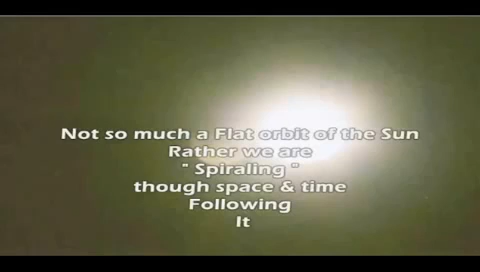 Not so much a Flat orbit of the Sun
Rather we are
" Spiraling "
though space & time
Following
It